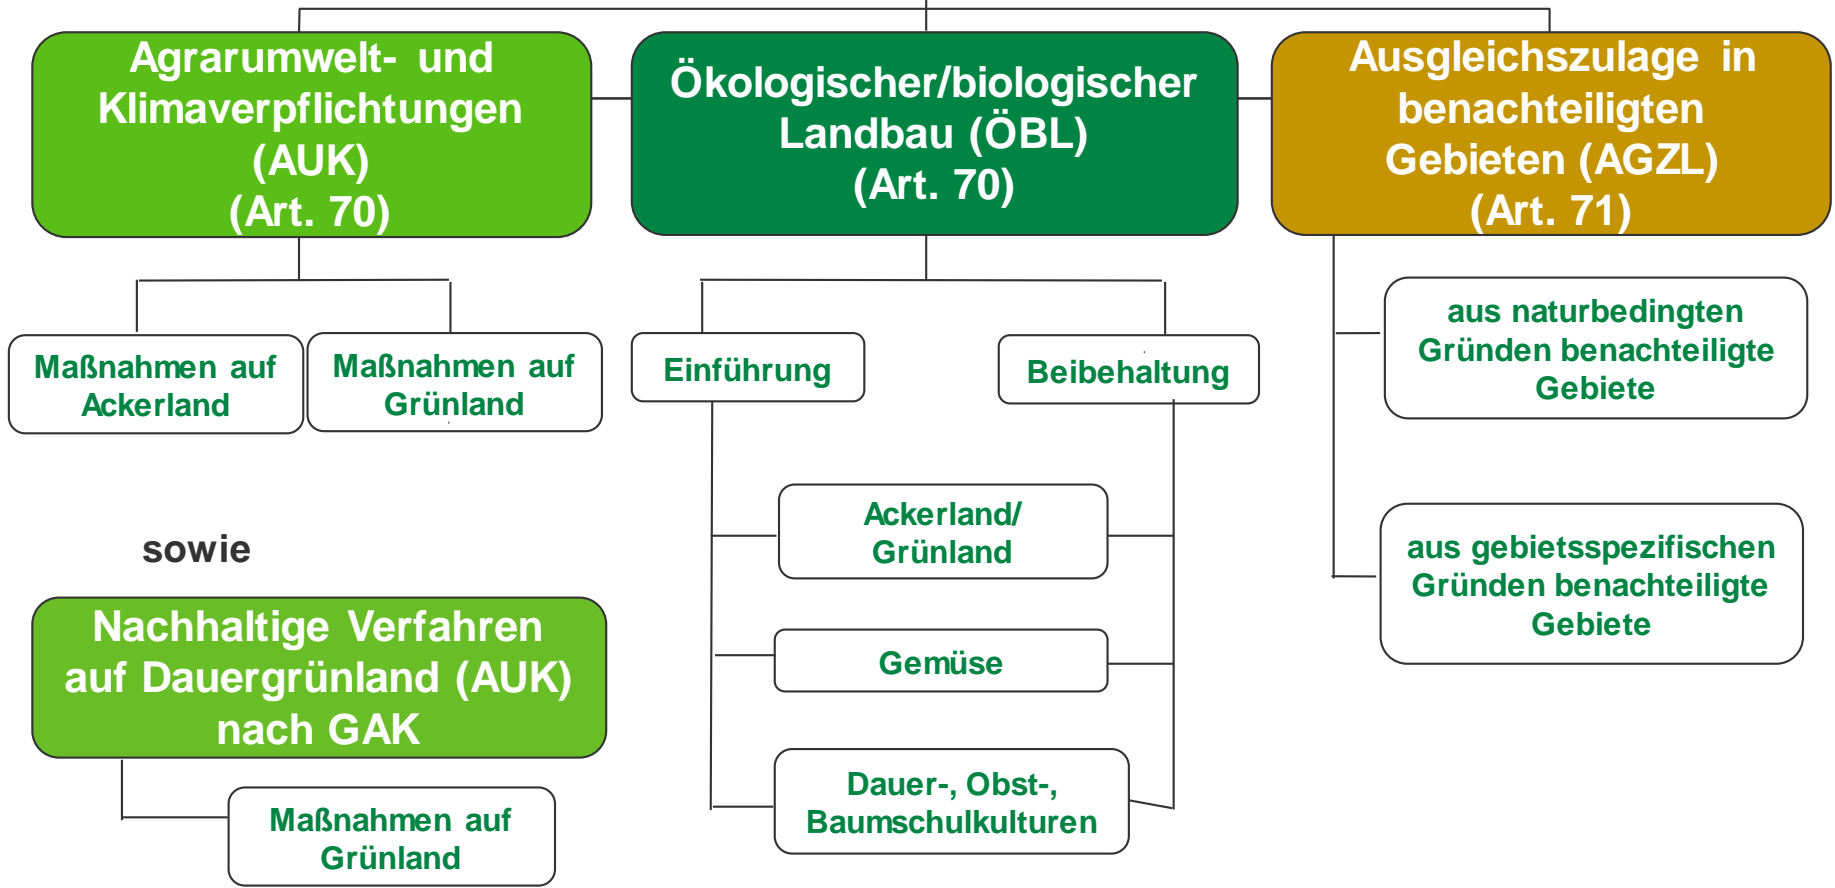 Agrarumwelt- und
Klimaverpflichtungen
(AUK)
(Art. 70)
Ökologischer/biologischer
Landbau (ÖBL)
(Art. 70)
Ausgleichszulage in
benachteiligten
Gebieten (AGZL)
(Art. 71)
Maßnahmen auf
Ackerland
Maßnahmen auf
Grünland
Einführung
Beibehaltung
aus naturbedingten
Gründen benachteiligte
Gebiete
Ackerland/
Grünland
aus gebietsspezifischen
Gründen benachteiligte
Gebiete
sowie
Nachhaltige Verfahren
auf Dauergrünland (AUK)
nach GAK
Gemüse
Dauer-, Obst-,
Baumschulkulturen
Maßnahmen auf
Grünland